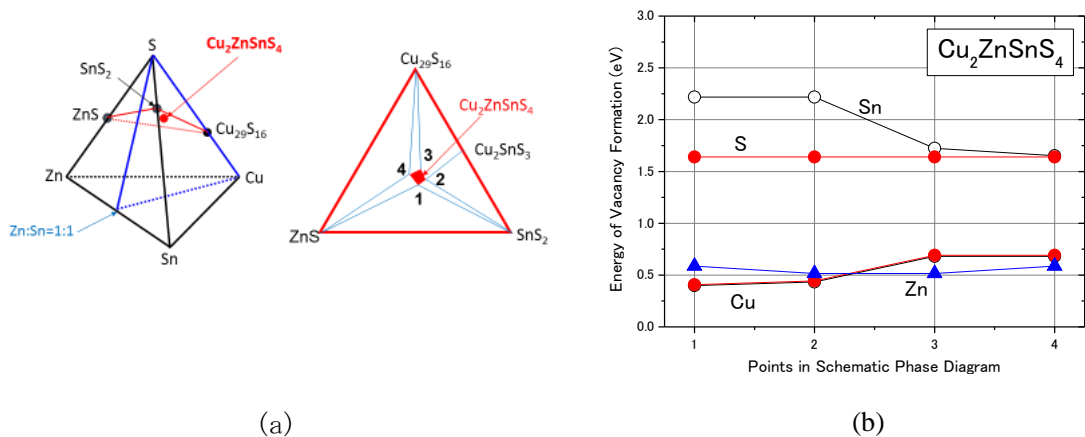 S
Cu2ZnSnS4
SnS2
ZnS
Cu29S16
Zn
Cu
Zn:Sn=1:1
Sn
Cu29S16
Cu2ZnSnS4
Cu2SnS3
3
4
2
1
ZnS
SnS2
(a)
Energy of Vacancy Formation (eV)
3.0
2.5
2.0
1.5
1.0
0.5
0.0
Cu2ZnSnS4
Sn
S
Cu
Zn
1 2 3 4
Points in Schematic Phase Diagram
(b)